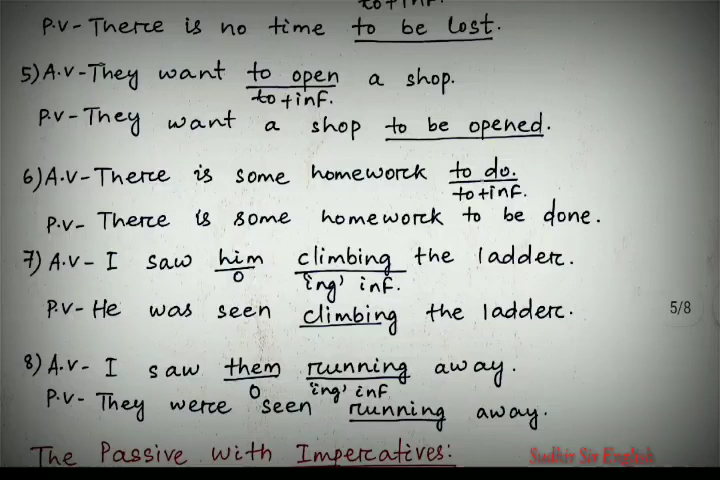 to+inf.
P.V- There is no time to be lost.
5) A.V- They want to open a shop.
to+inf.
P.V- They want a shop to be opened.
6) A.V- There is some homework to do.
to+inf.
P.V- There is some homework to be done.
7) A.V- I saw him climbing the ladder.
O 'ing' inf.
P.V- He was seen climbing the ladder.
5/8
8) A.V- I saw them running away.
O 'ing' inf
P.V- They were seen running away.
The Passive with Imperatives:
Sudhir Sir English